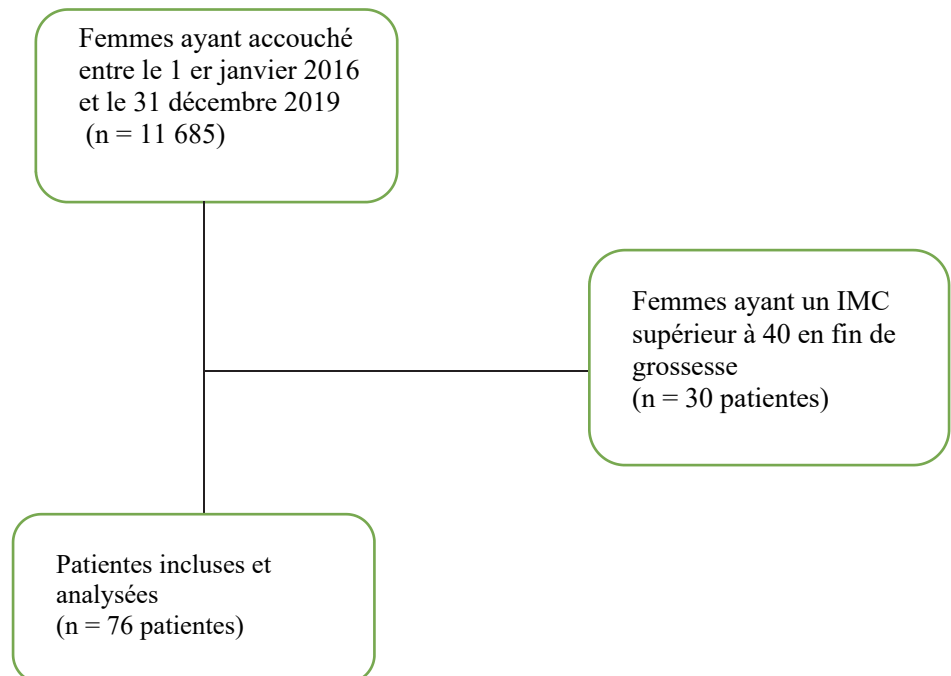 Femmes ayant accouché
entre le 1 er janvier 2016
et le 31 décembre 2019
(n = 11 685)
Femmes ayant un IMC
supérieur à 40 en fin de
grossesse
(n = 30 patientes)
Patientes incluses et
analysées
(n = 76 patientes)